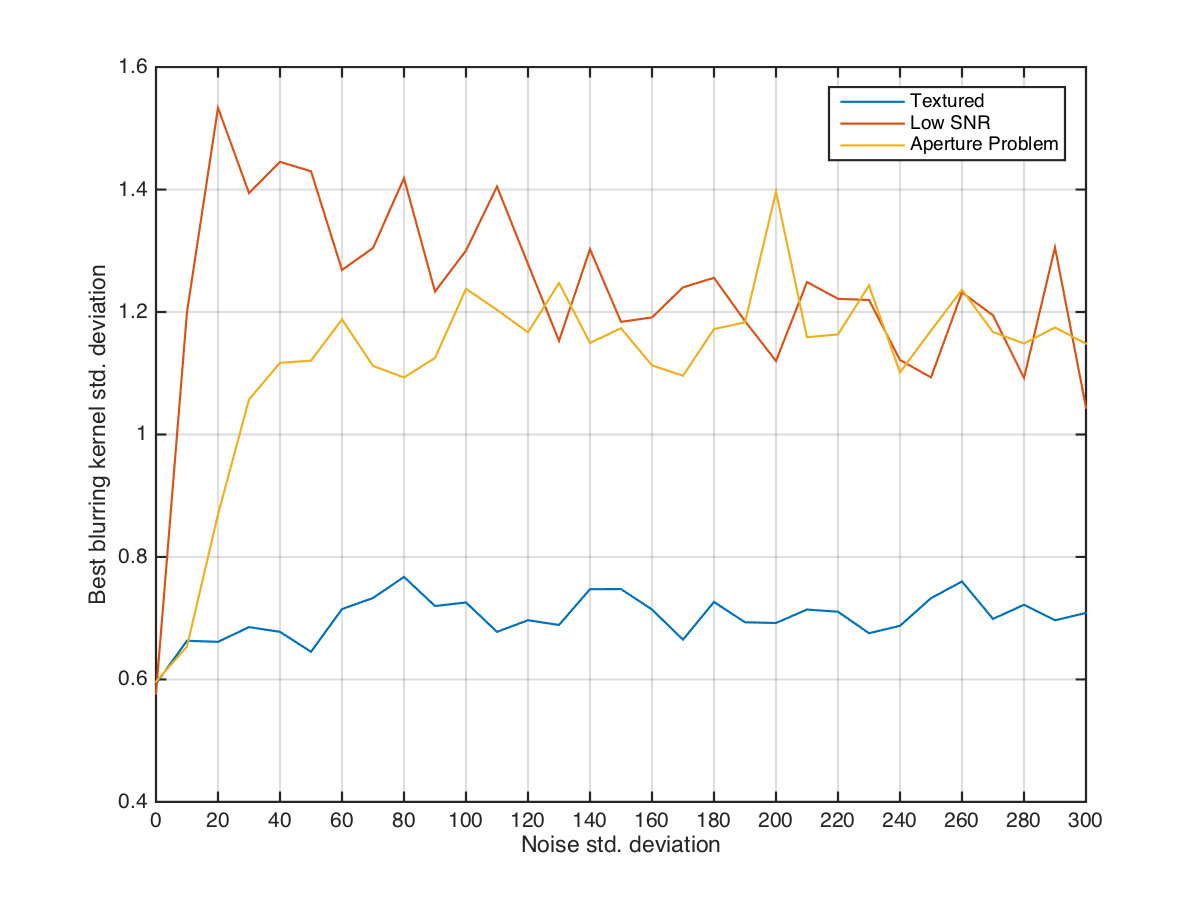 1.6
1.4
1.2
1
0.8
0.6
0.4
Best blurring kernel std. deviation
Textured
Low SNR
Aperture Problem
0 20 40 60 80 100 120 140 160 180 200 220 240 260 280 300
Noise std. deviation